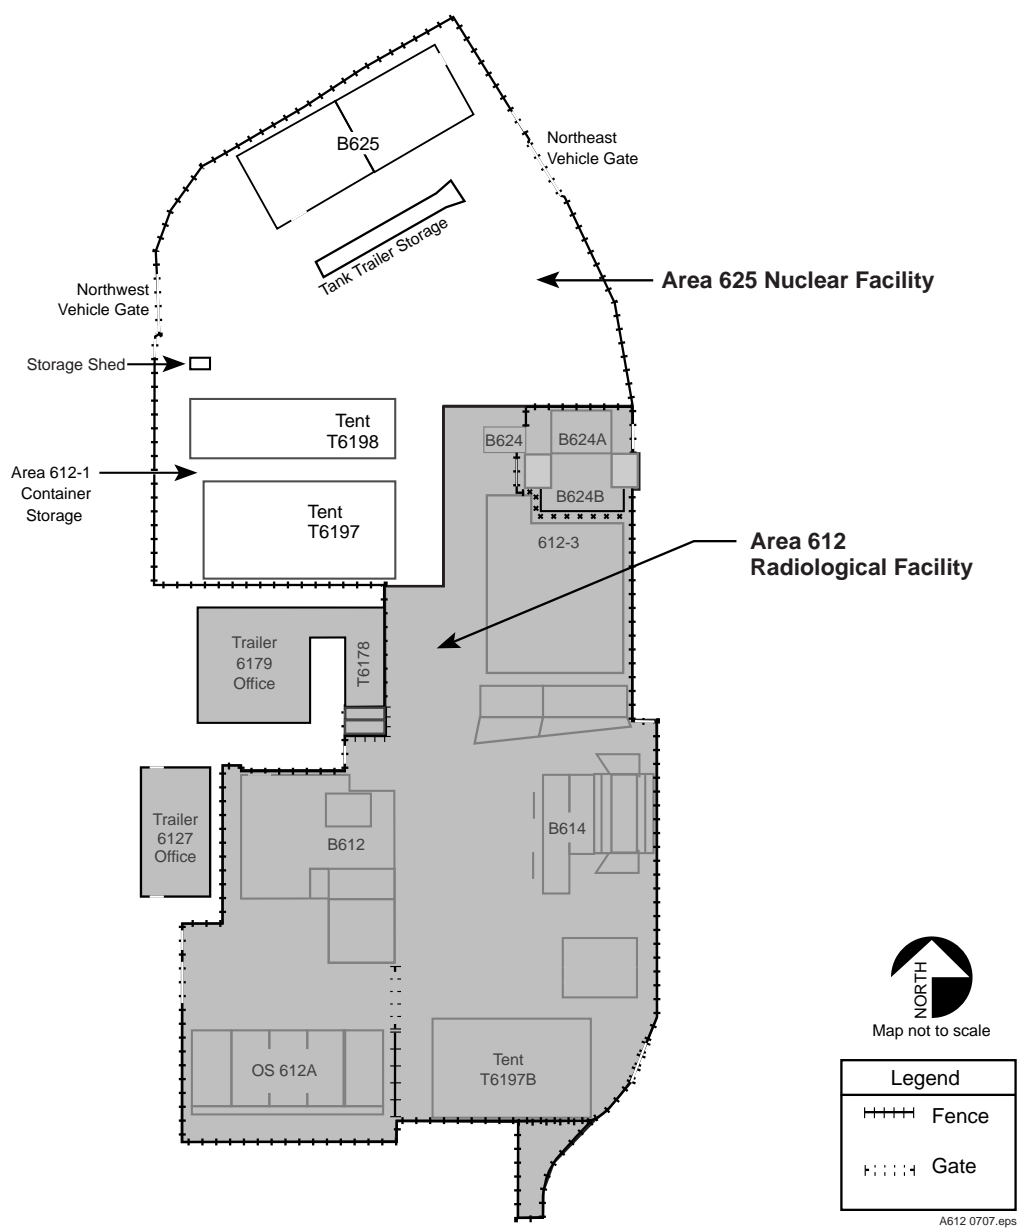 B625
Northeast
Vehicle Gate
Tank Trailer Storage
Area 625 Nuclear Facility
Northwest
Vehicle Gate
Storage Shed
Tent
T6198
B624
B624A
Area 612-1
Container
Storage
B624B
Tent
T6197
612-3
Area 612
Radiological Facility
Trailer
6179
Office
T6178
Trailer
6127
Office
B612
B614
NORTH
Map not to scale
OS 612A
Tent
T6197B
Legend
Fence
Gate
A612 0707.eps